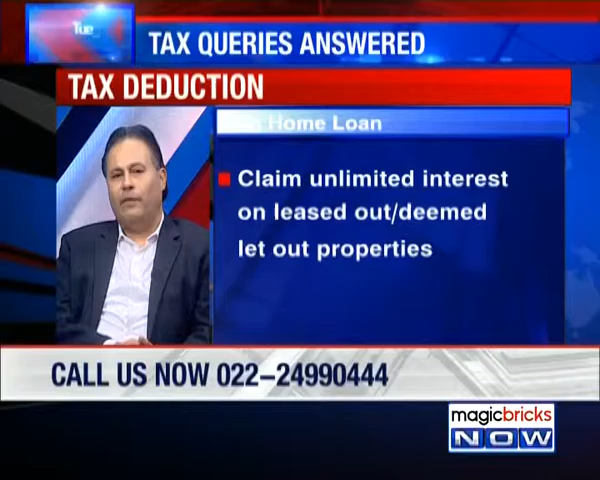 Tue
TAX QUERIES ANSWERED
TAX DEDUCTION
Home Loan
Claim unlimited interest
on leased out/deemed
let out properties
CALL US NOW 022–24990444
magicbricks
NOW